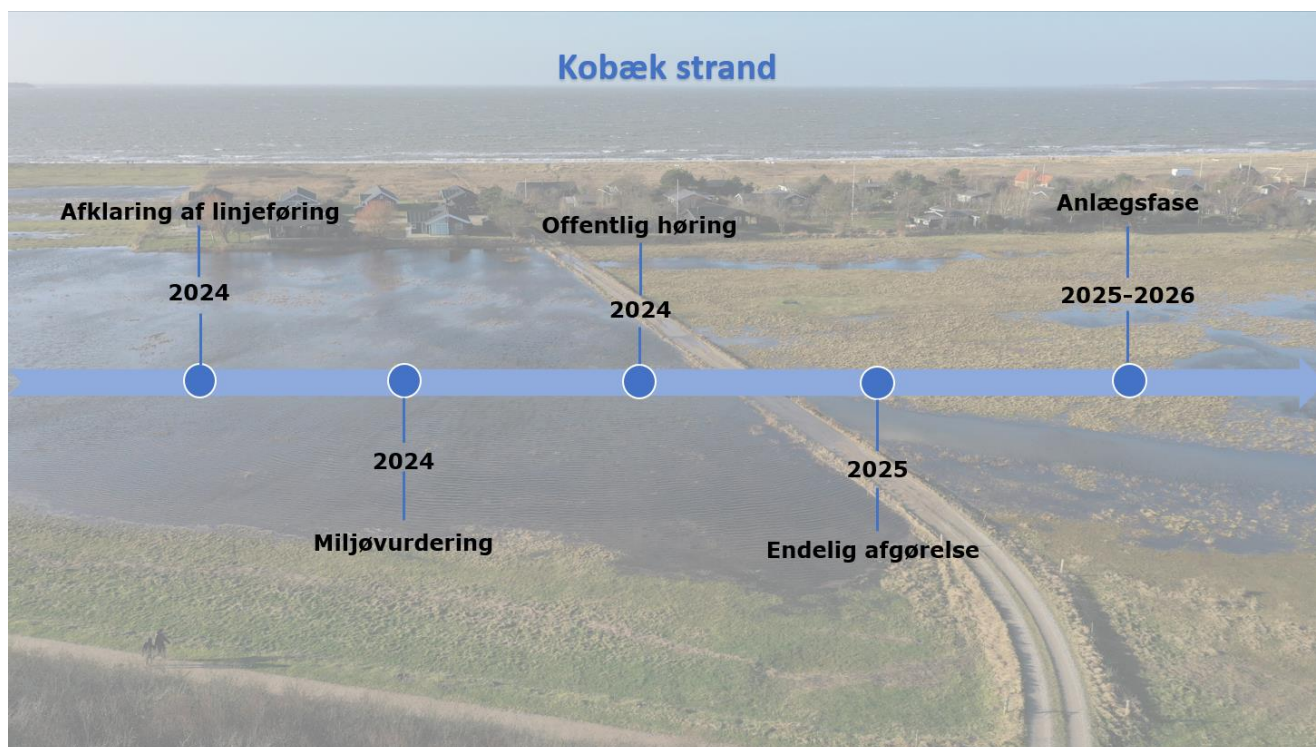 Kobæk strand
Afklaring af linjeføring
2024
2024
Miljøvurdering
Offentlig høring
2024
2025
Endelig afgørelse
Anlægsfase
2025-2026